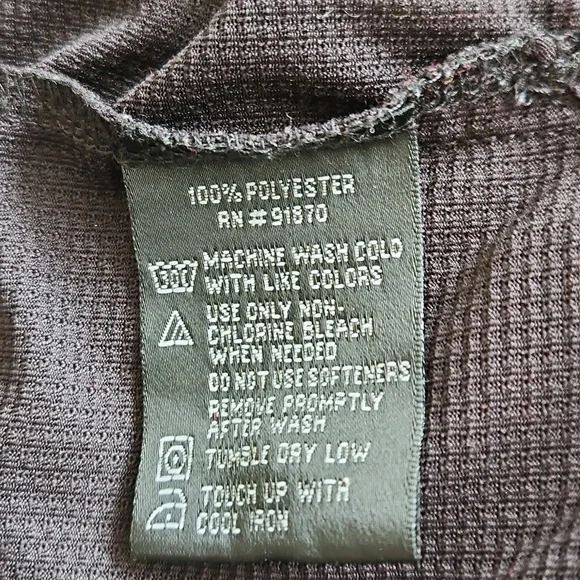 100% POLYESTER
RN #91870
MACHINE WASH COLD
WITH LIKE COLORS
USE ONLY NON-
CHLORINE BLEACH
WHEN NEEDED
DO NOT USE SOFTENERS
REMOVE PROMPTLY
AFTER WASH
TUMBLE DRY LOW
TOUCH UP WITH
COOL IRON